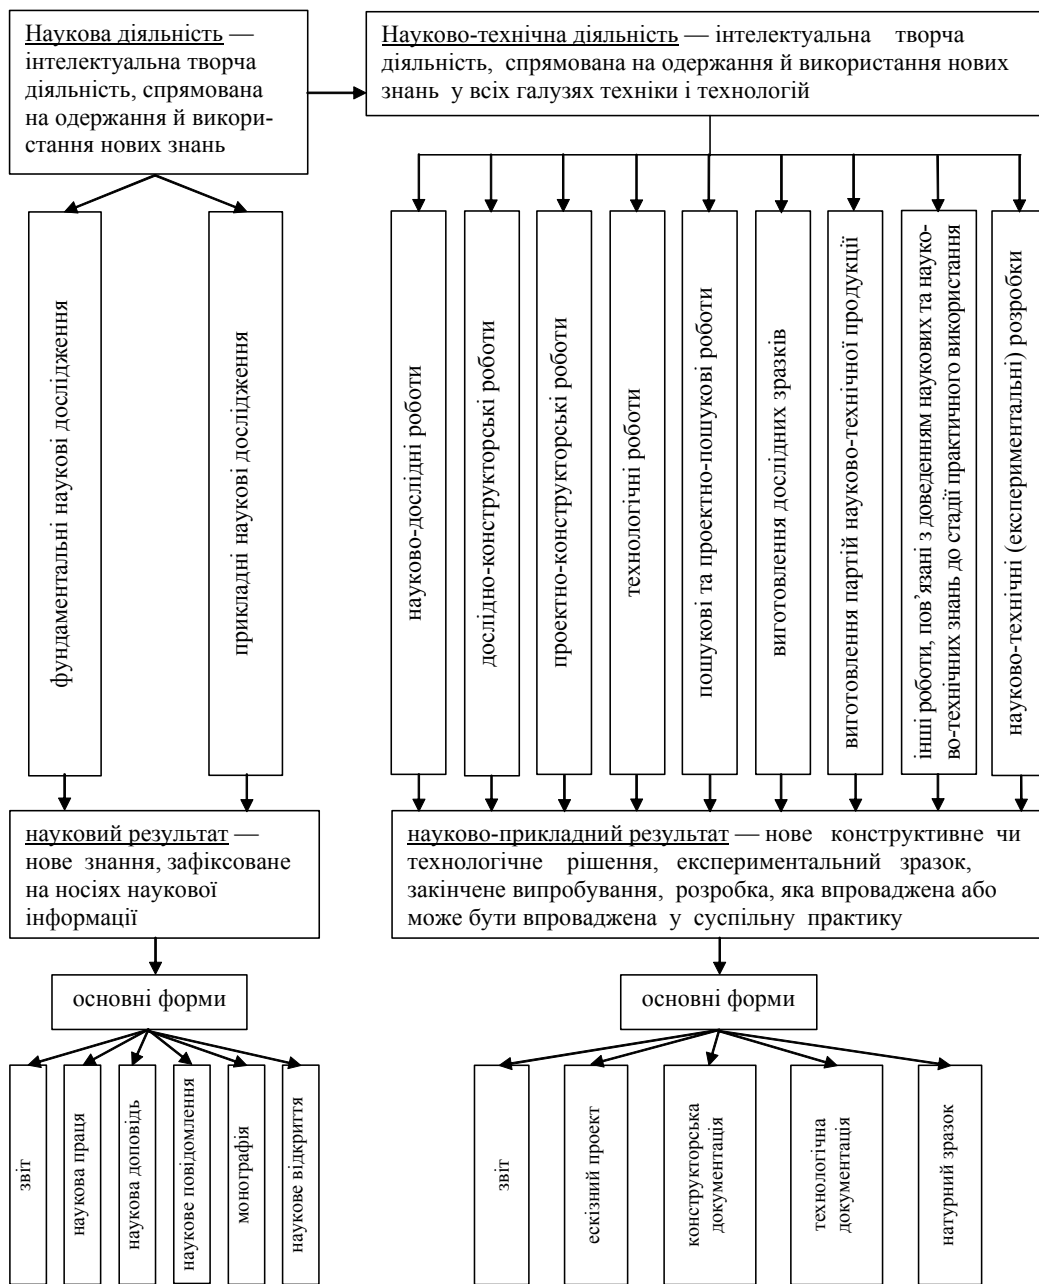 Наукова діяльність —
інтелектуальна творча
діяльність, спрямована
на одержання й викори-
стання нових знань
Науково-технічна діяльність — інтелектуальна творча
діяльність, спрямована на одержання й використання нових
знань у всіх галузях техніки і технологій
фундаментальні наукові дослідження
прикладні наукові дослідження
науково-дослідні роботи
дослідно-конструкторські роботи
проектно-конструкторські роботи
технологічні роботи
пошукові та проектно-пошукові роботи
виготовлення дослідних зразків
виготовлення партій науково-технічної продукції
інші роботи, пов’язані з доведенням наукових та науко-
во-технічних знань до стадії практичного використання
науково-технічні (експериментальні) розробки
науковий результат —
нове знання, зафіксоване
на носіях наукової
інформації
науково-прикладний результат — нове конструктивне чи
технологічне рішення, експериментальний зразок,
закінчене випробування, розробка, яка впроваджена або
може бути впроваджена у суспільну практику
основні форми
основні форми
звіт
наукова праця
наукова доповідь
наукове повідомлення
монографія
наукове відкриття
звіт
ескізний проект
конструкторська
документація
технологічна
документація
натурний зразок